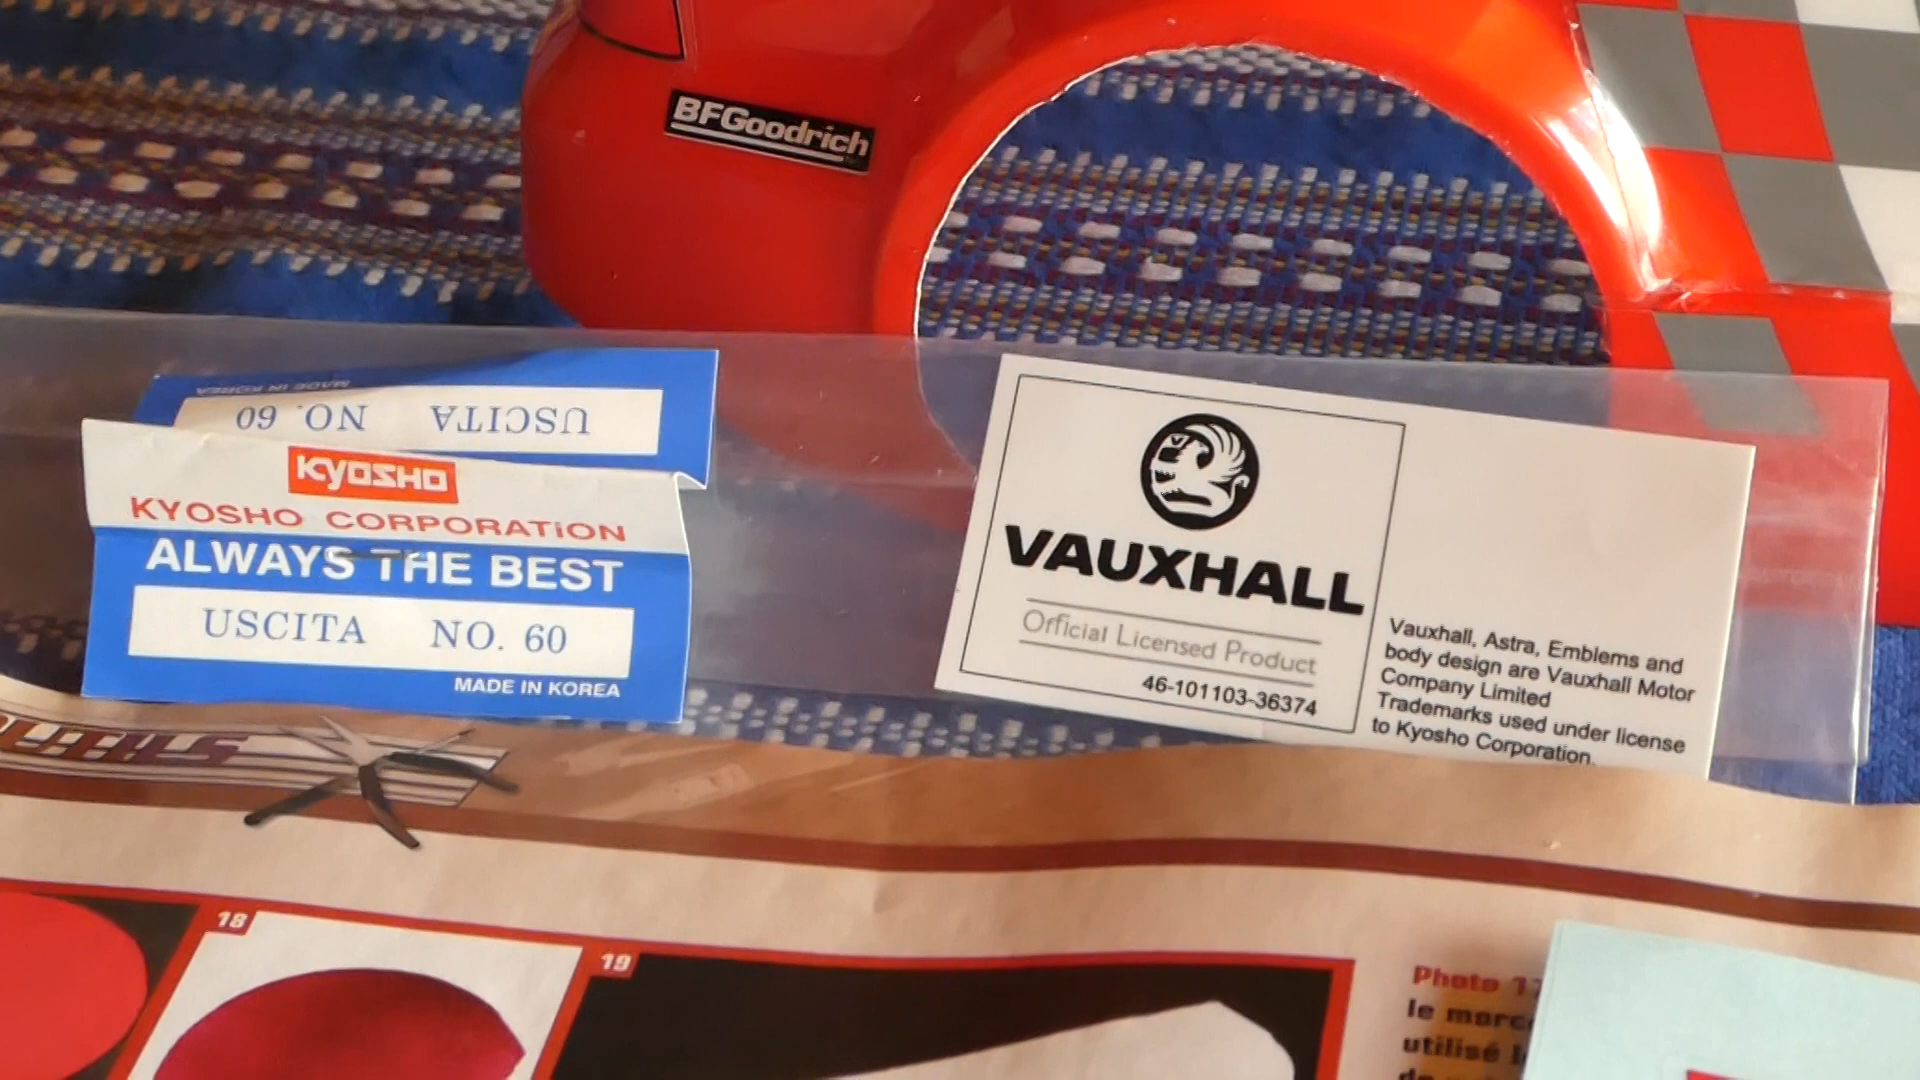 BFGoodrich
MADE IN KOREA
USCITA NO. 60
KYOSHO
KYOSHO CORPORATION
ALWAYS THE BEST
USCITA NO. 60
MADE IN KOREA
VAUXHALL
Official Licensed Product
46-101103-36374
Vauxhall, Astra, Emblems and
body design are Vauxhall Motor
Company Limited
Trademarks used under license
to Kyosho Corporation.
18
19
Photo 17
le
utilisé